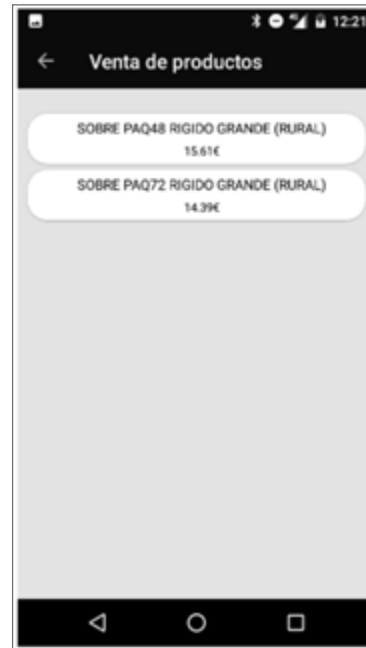 12:21
Venta de productos
SOBRE PAQ48 RIGIDO GRANDE (RURAL)
15.61€
SOBRE PAQ72 RIGIDO GRANDE (RURAL)
14.39€